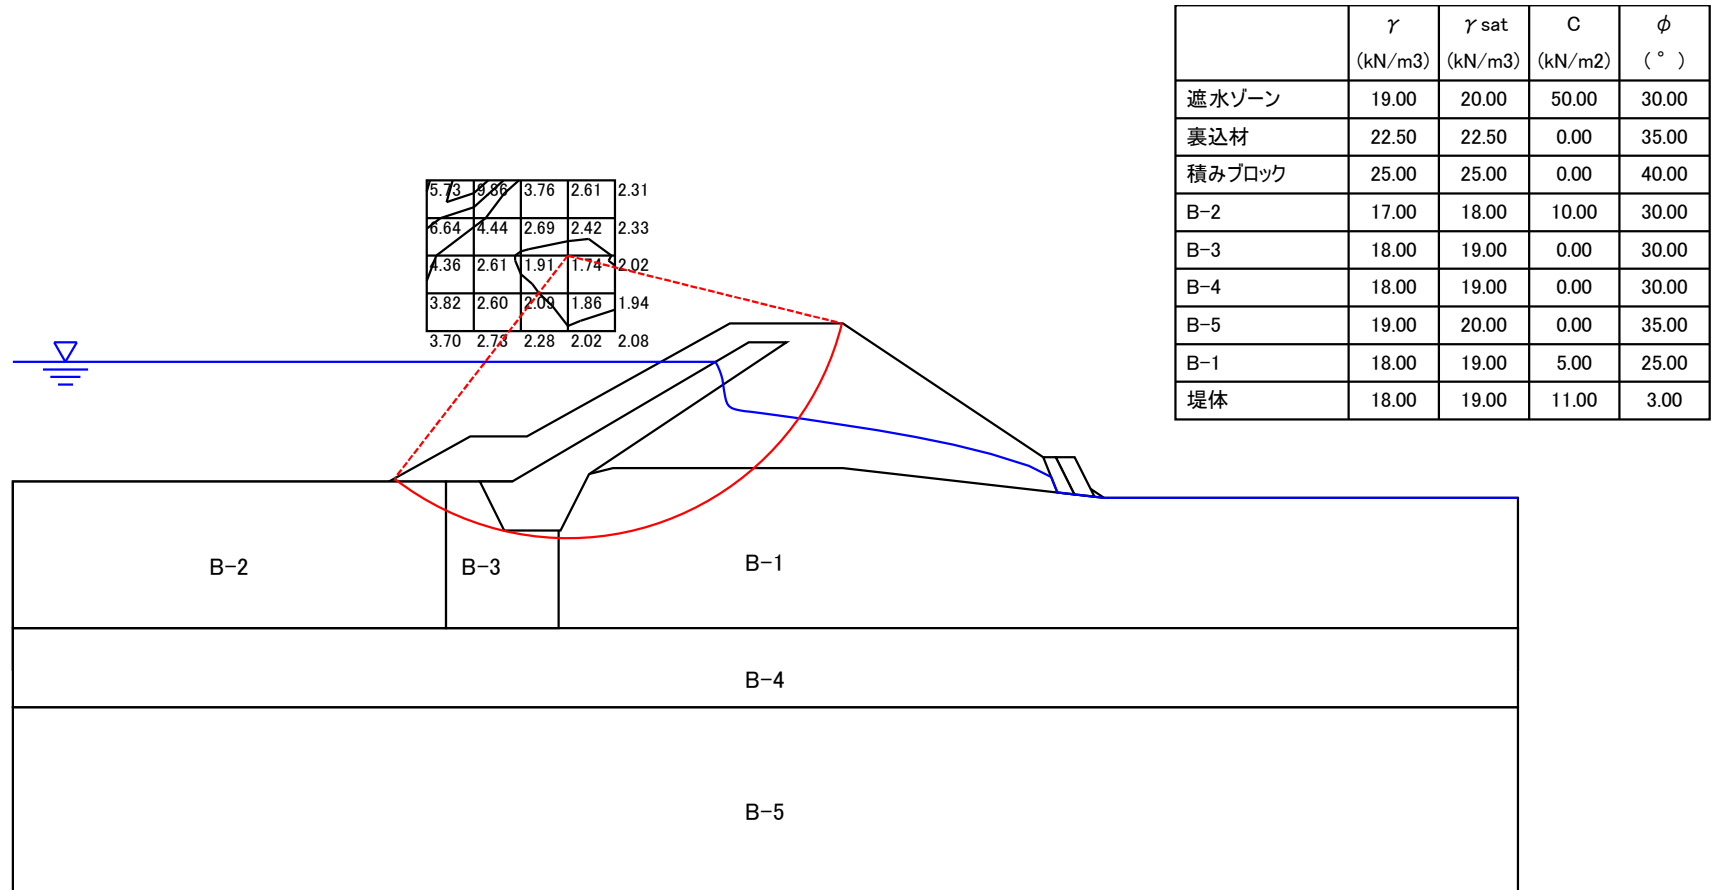 γ γsat C φ
(kN/m3) (kN/m3) (kN/m2) (°)
遮水ゾーン 19.00 20.00 50.00 30.00
裏込材 22.50 22.50 0.00 35.00
積みブロック 25.00 25.00 0.00 40.00
B-2 17.00 18.00 10.00 30.00
B-3 18.00 19.00 0.00 30.00
B-4 18.00 19.00 0.00 30.00
B-5 19.00 20.00 0.00 35.00
B-1 18.00 19.00 5.00 25.00
堤体 18.00 19.00 11.00 3.00
5.73 9.86 3.76 2.61 2.31
6.64 4.44 2.69 2.42 2.33
4.36 2.61 1.91 1.74 2.02
3.82 2.60 2.09 1.86 1.94
3.70 2.73 2.28 2.02 2.08
B-2
B-3
B-1
B-4
B-5